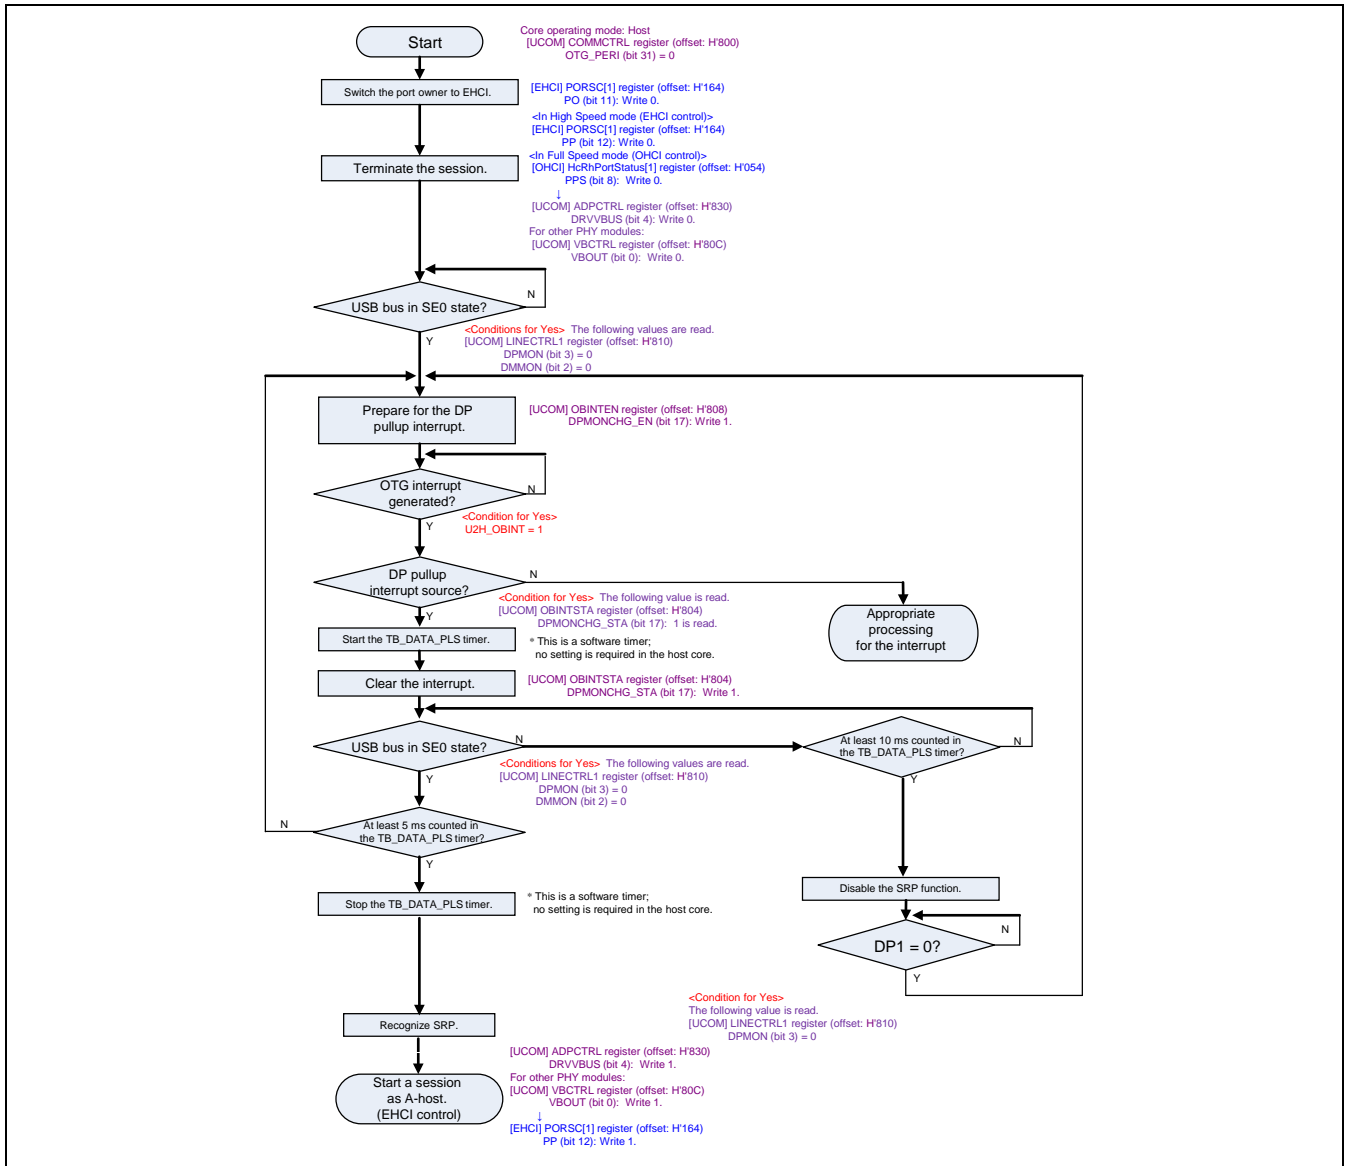 Start
Core operating mode: Host
[UCOM] COMMCTRL register (offset: H'800)
OTG_PERI (bit 31) = 0
Switch the port owner to EHCI.
[EHCI] PORSC[1] register (offset: H'164)
PO (bit 11): Write 0.
<In High Speed mode (EHCI control)>
[EHCI] PORSC[1] register (offset: H'164)
PP (bit 12): Write 0.
Terminate the session.
<In Full Speed mode (OHCI control)>
[OHCI] HcRhPortStatus[1] register (offset: H'054)
PPS (bit 8): Write 0.
↓
[UCOM] ADPCTRL register (offset: H'830)
DRVVBUS (bit 4): Write 0.
For other PHY modules:
[UCOM] VBCTRL register (offset: H'80C)
VBOUT (bit 0): Write 0.
USB bus in SE0 state?
N
Y
<Conditions for Yes> The following values are read.
[UCOM] LINECTRL1 register (offset: H'810)
DPMON (bit 3) = 0
DMMON (bit 2) = 0
Prepare for the DP
pullup interrupt.
[UCOM] OBINTEN register (offset: H'808)
DPMONCHG_EN (bit 17): Write 1.
OTG interrupt
generated?
N
Y
<Condition for Yes>
U2H_OBINT = 1
DP pullup
interrupt source?
N
Y
<Condition for Yes> The following value is read.
[UCOM] OBINTSTA register (offset: H'804)
DPMONCHG_STA (bit 17): 1 is read.
Appropriate
processing
for the interrupt
Start the TB_DATA_PLS timer.
* This is a software timer;
no setting is required in the host core.
Clear the interrupt.
[UCOM] OBINTSTA register (offset: H'804)
DPMONCHG_STA (bit 17): Write 1.
USB bus in SE0 state?
N
Y
<Conditions for Yes> The following values are read.
[UCOM] LINECTRL1 register (offset: H'810)
DPMON (bit 3) = 0
DMMON (bit 2) = 0
At least 10 ms counted in
the TB_DATA_PLS timer?
N
Y
At least 5 ms counted in
the TB_DATA_PLS timer?
N
Y
Stop the TB_DATA_PLS timer.
* This is a software timer;
no setting is required in the host core.
Disable the SRP function.
DP1 = 0?
N
Y
<Condition for Yes>
The following value is read.
[UCOM] LINECTRL1 register (offset: H'810)
DPMON (bit 3) = 0
Recognize SRP.
[UCOM] ADPCTRL register (offset: H'830)
DRVVBUS (bit 4): Write 1.
For other PHY modules:
[UCOM] VBCTRL register (offset: H'80C)
VBOUT (bit 0): Write 1.
↓
[EHCI] PORSC[1] register (offset: H'164)
PP (bit 12): Write 1.
Start a session
as A-host.
(EHCI control)